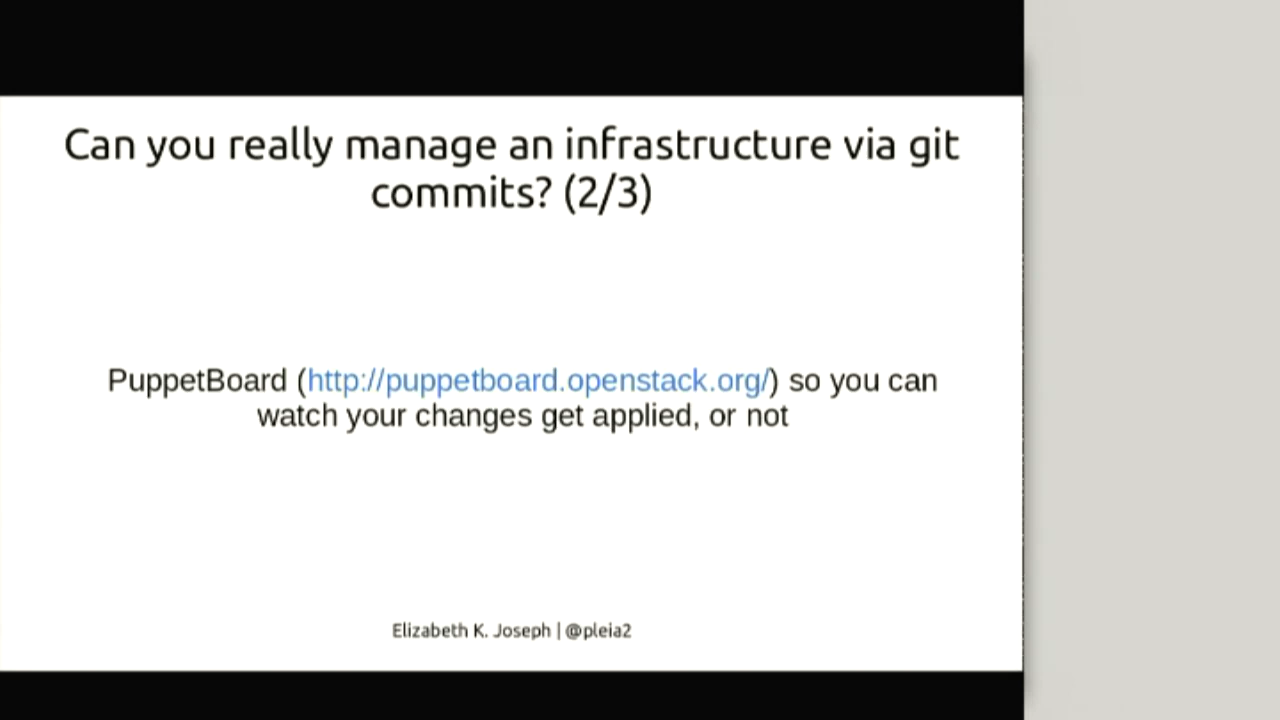 Can you really manage an infrastructure via git
commits? (2/3)
PuppetBoard (http://puppetboard.openstack.org/) so you can
watch your changes get applied, or not
Elizabeth K. Joseph | @pleia2